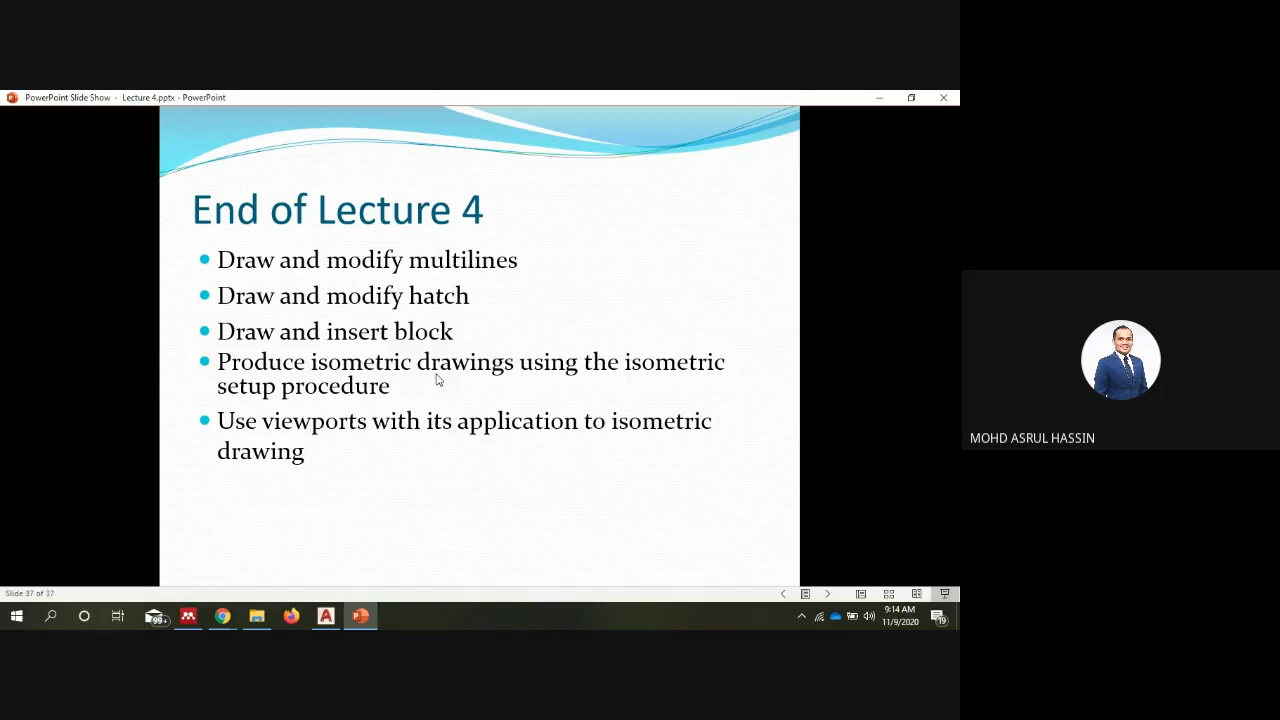 PowerPoint Slide Show - Lecture 4.pptx - PowerPoint
End of Lecture 4
Draw and modify multilines
Draw and modify hatch
Draw and insert block
Produce isometric drawings using the isometric
setup procedure
Use viewports with its application to isometric
drawing
MOHD ASRUL HASSIN
Slide 37 of 37
99+
A
9:14 AM
11/9/2020
19